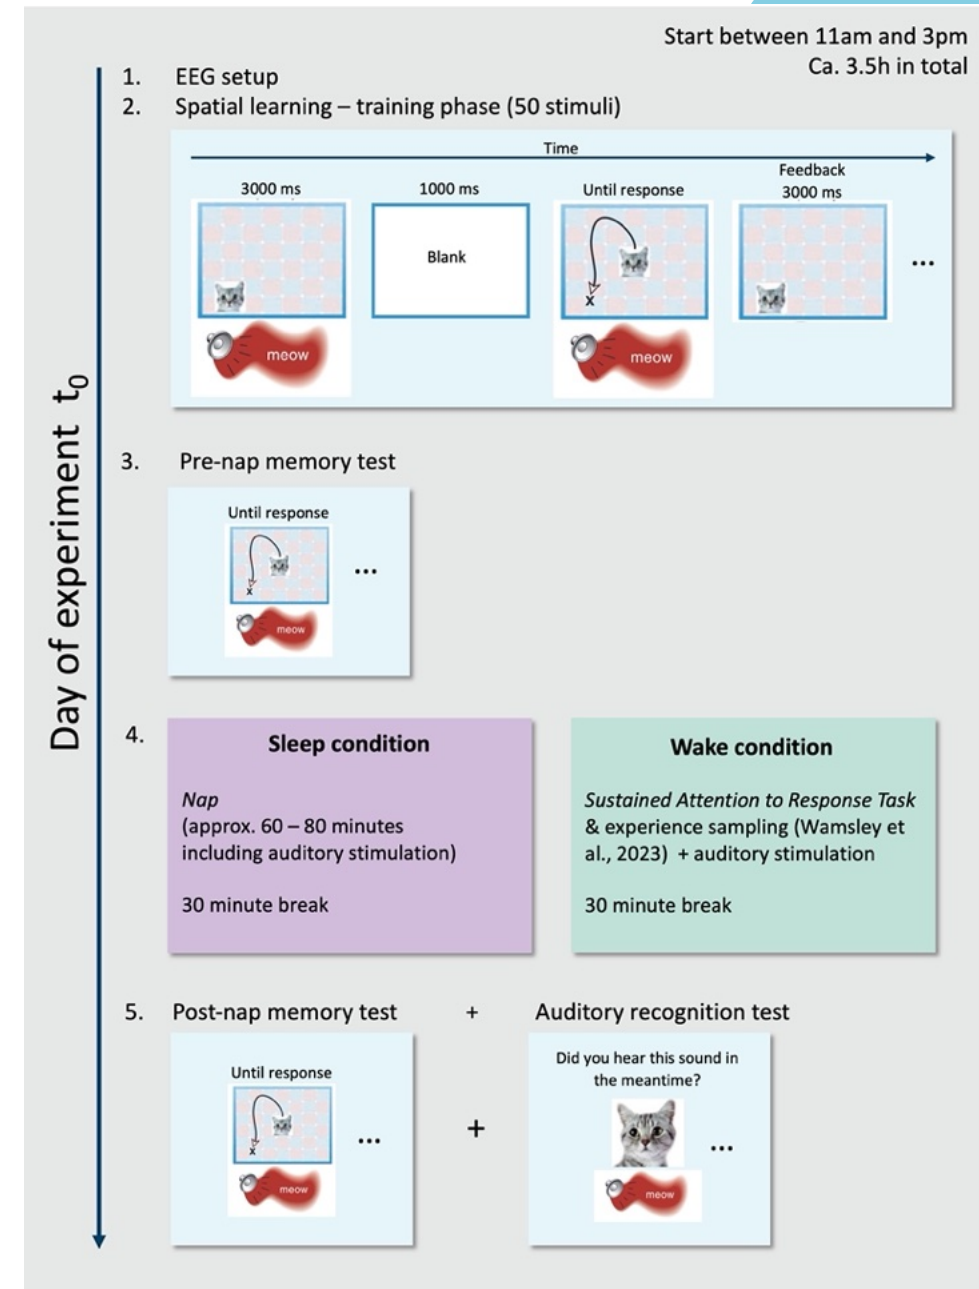 Start between 11am and 3pm
Ca. 3.5h in total
Day of experiment t0
1. EEG setup
2. Spatial learning – training phase (50 stimuli)
Time
3000 ms
1000 ms
Until response
Feedback
3000 ms
Blank
x
...
meow
meow
3. Pre-nap memory test
Until response
x
...
meow
4.
Sleep condition
Nap
(approx. 60 – 80 minutes
including auditory stimulation)
30 minute break
Wake condition
Sustained Attention to Response Task
& experience sampling (Wamsley et
al., 2023) + auditory stimulation
30 minute break
5. Post-nap memory test + Auditory recognition test
Until response
x
...
meow
+
Did you hear this sound in
the meantime?
...
meow